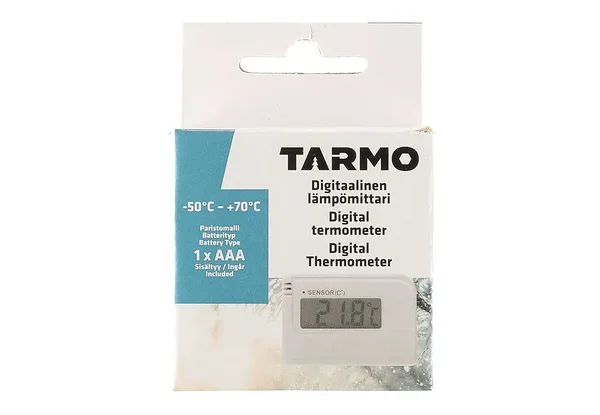 TARMO
Digitaalinen
lämpömittari
Digital
termometer
Digital
Thermometer
-50°C – +70°C
Paristomalli
Batterityp
Battery Type
1 x AAA
Sisältyy / Ingår
Included
• SENSOR(C°)
21.8°C